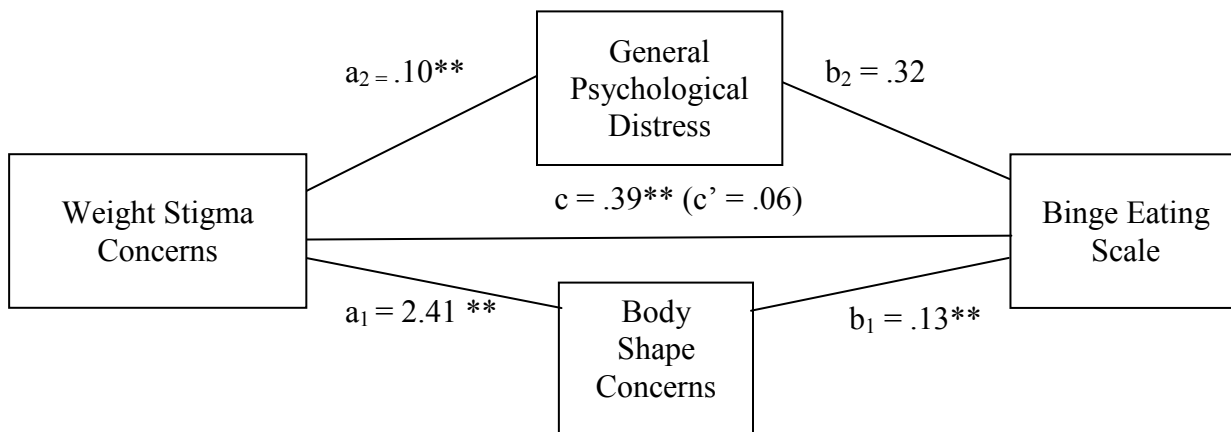 General
Psychological
Distress
a₂ = .10**
b₂ = .32
Weight Stigma
Concerns
c = .39** (c’ = .06)
Binge Eating
Scale
a₁ = 2.41 **
Body
Shape
Concerns
b₁ = .13**